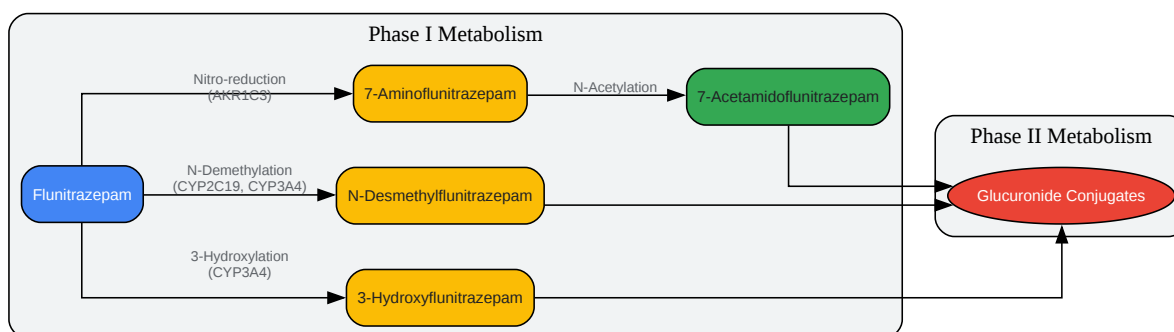 Phase I Metabolism
Nitro-reduction
(AKR1C3)
7-Aminoflunitrazepam
N-Acetylation
7-Acetamidoflunitrazepam
Phase II Metabolism
Flunitrazepam
N-Demethylation
(CYP2C19, CYP3A4)
N-Desmethylflunitrazepam
Glucuronide Conjugates
3-Hydroxylation
(CYP3A4)
3-Hydroxyflunitrazepam